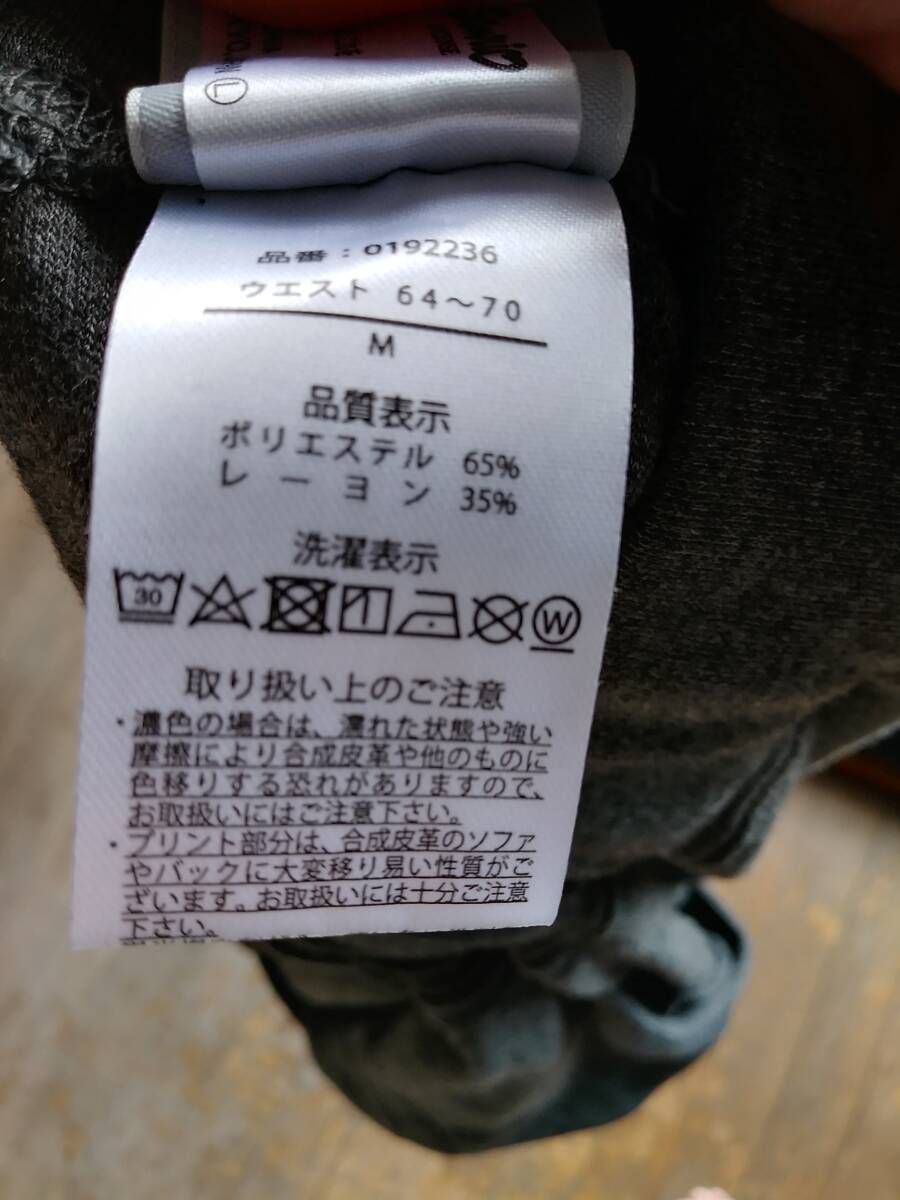 L
品番：0192236
ウエスト 64～70
M
品質表示
ポリエステル 65%
レーヨン 35%
洗濯表示
30
W
取り扱い上のご注意
・濃色の場合は、濡れた状態や強い
摩擦により合成皮革や他のものに
色移りする恐れがありますので、
お取扱いにはご注意下さい。
・プリント部分は、合成皮革のソファ
やバックに大変移り易い性質がご
ざいます。お取扱いには十分ご注意
下さい。